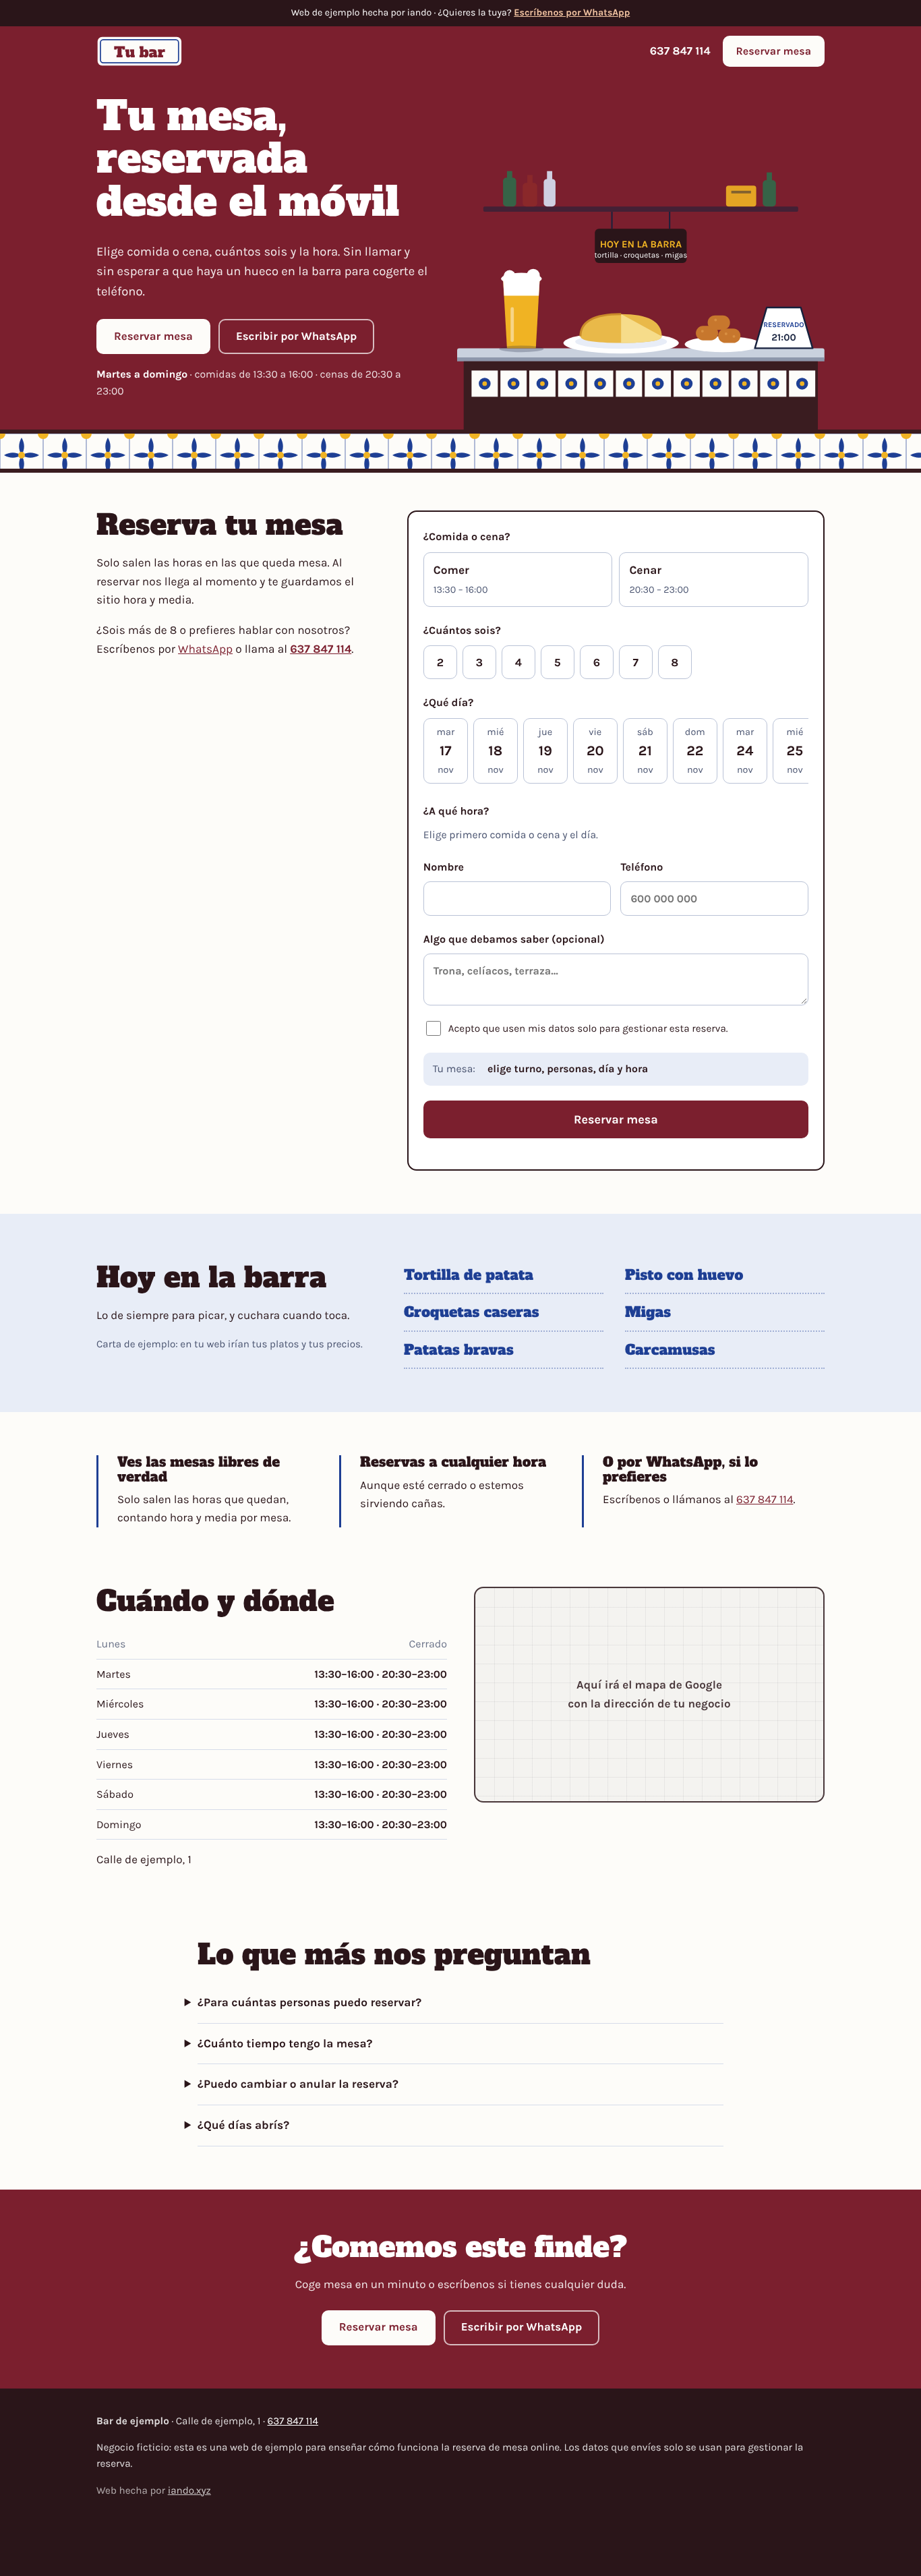 Web de ejemplo hecha por iando · ¿Quieres la tuya? Escríbenos por WhatsApp
Tu bar
637 847 114
Reservar mesa
Tu mesa,
reservada
desde el móvil
Elige comida o cena, cuántos sois y la hora. Sin llamar y
sin esperar a que haya un hueco en la barra para cogerte el
teléfono.
Reservar mesa
Escribir por WhatsApp
Martes a domingo · comidas de 13:30 a 16:00 · cenas de 20:30 a
23:00
HOY EN LA BARRA
tortilla · croquetas · migas
RESERVADO
21:00
Reserva tu mesa
Solo salen las horas en las que queda mesa. Al
reservar nos llega al momento y te guardamos el
sitio hora y media.
¿Sois más de 8 o prefieres hablar con nosotros?
Escríbenos por WhatsApp o llama al 637 847 114.
¿Comida o cena?
Comer
13:30 – 16:00
Cenar
20:30 – 23:00
¿Cuántos sois?
2 3 4 5 6 7 8
¿Qué día?
mar mié jue vie sáb dom mar mié
17 18 19 20 21 22 24 25
nov nov nov nov nov nov nov nov
¿A qué hora?
Elige primero comida o cena y el día.
Nombre
Teléfono
600 000 000
Algo que debamos saber (opcional)
Trona, celíacos, terraza...
Acepto que usen mis datos solo para gestionar esta reserva.
Tu mesa: elige turno, personas, día y hora
Reservar mesa
Hoy en la barra
Lo de siempre para picar, y cuchara cuando toca.
Carta de ejemplo: en tu web irían tus platos y tus precios.
Tortilla de patata
Pisto con huevo
Croquetas caseras
Migas
Patatas bravas
Carcamusas
Ves las mesas libres de
verdad
Solo salen las horas que quedan,
contando hora y media por mesa.
Reservas a cualquier hora
Aunque esté cerrado o estemos
sirviendo cañas.
O por WhatsApp, si lo
prefieres
Escríbenos o llámanos al 637 847 114.
Cuándo y dónde
Lunes Cerrado
Martes 13:30–16:00 · 20:30–23:00
Miércoles 13:30–16:00 · 20:30–23:00
Jueves 13:30–16:00 · 20:30–23:00
Viernes 13:30–16:00 · 20:30–23:00
Sábado 13:30–16:00 · 20:30–23:00
Domingo 13:30–16:00 · 20:30–23:00
Calle de ejemplo, 1
Aquí irá el mapa de Google
con la dirección de tu negocio
Lo que más nos preguntan
¿Para cuántas personas puedo reservar?
¿Cuánto tiempo tengo la mesa?
¿Puedo cambiar o anular la reserva?
¿Qué días abrís?
¿Comemos este finde?
Coge mesa en un minuto o escríbenos si tienes cualquier duda.
Reservar mesa
Escribir por WhatsApp
Bar de ejemplo · Calle de ejemplo, 1 · 637 847 114
Negocio ficticio: esta es una web de ejemplo para enseñar cómo funciona la reserva de mesa online. Los datos que envíes solo se usan para gestionar la
reserva.
Web hecha por iando.xyz